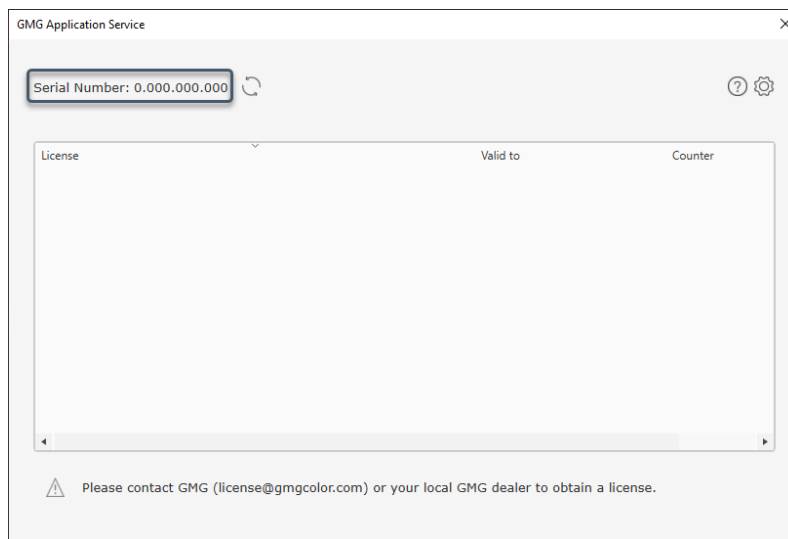 GMG Application Service
Serial Number: 0.000.000.000
License Valid to Counter
Please contact GMG (license@gmgcolor.com) or your local GMG dealer to obtain a license.